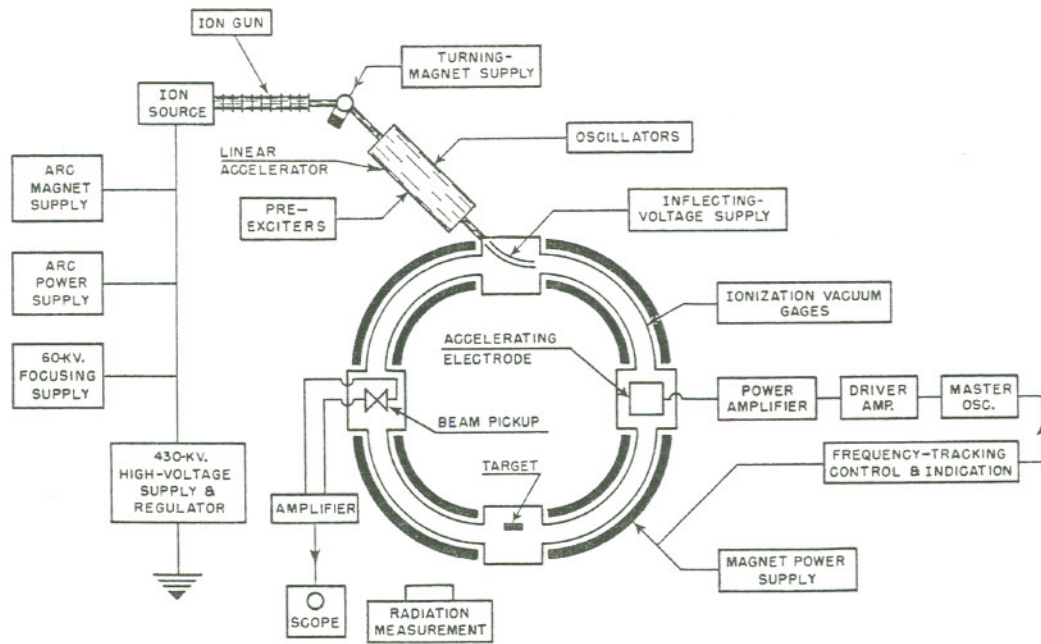 ION GUN
TURNING-
MAGNET SUPPLY
ION
SOURCE
OSCILLATORS
LINEAR
ACCELERATOR
ARC
MAGNET
SUPPLY
PRE-
EXCITERS
INFLECTING-
VOLTAGE SUPPLY
ARC
POWER
SUPPLY
IONIZATION VACUUM
GAGES
ACCELERATING
ELECTRODE
60-KV.
FOCUSING
SUPPLY
POWER
AMPLIFIER
DRIVER
AMP.
MASTER
OSC.
BEAM PICKUP
430-KV.
HIGH-VOLTAGE
SUPPLY &
REGULATOR
TARGET
FREQUENCY-TRACKING
CONTROL & INDICATION
AMPLIFIER
MAGNET POWER
SUPPLY
SCOPE
RADIATION
MEASUREMENT